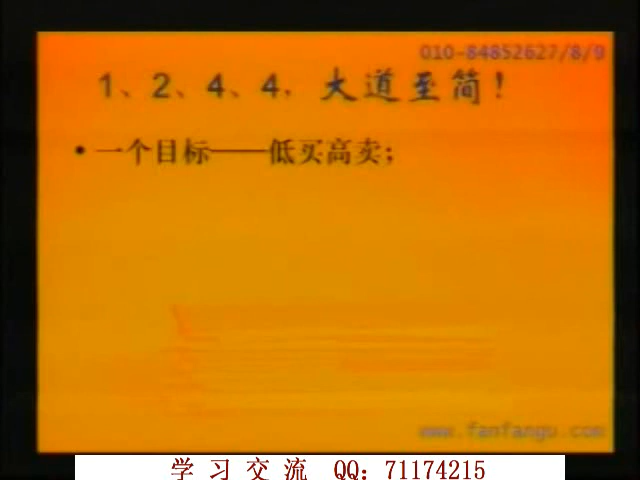 010-84852627/8/9
1、2、4、4，大道至简！
• 一个目标——低买高卖；
www.fanfangu.com
学习交流 QQ：71174215